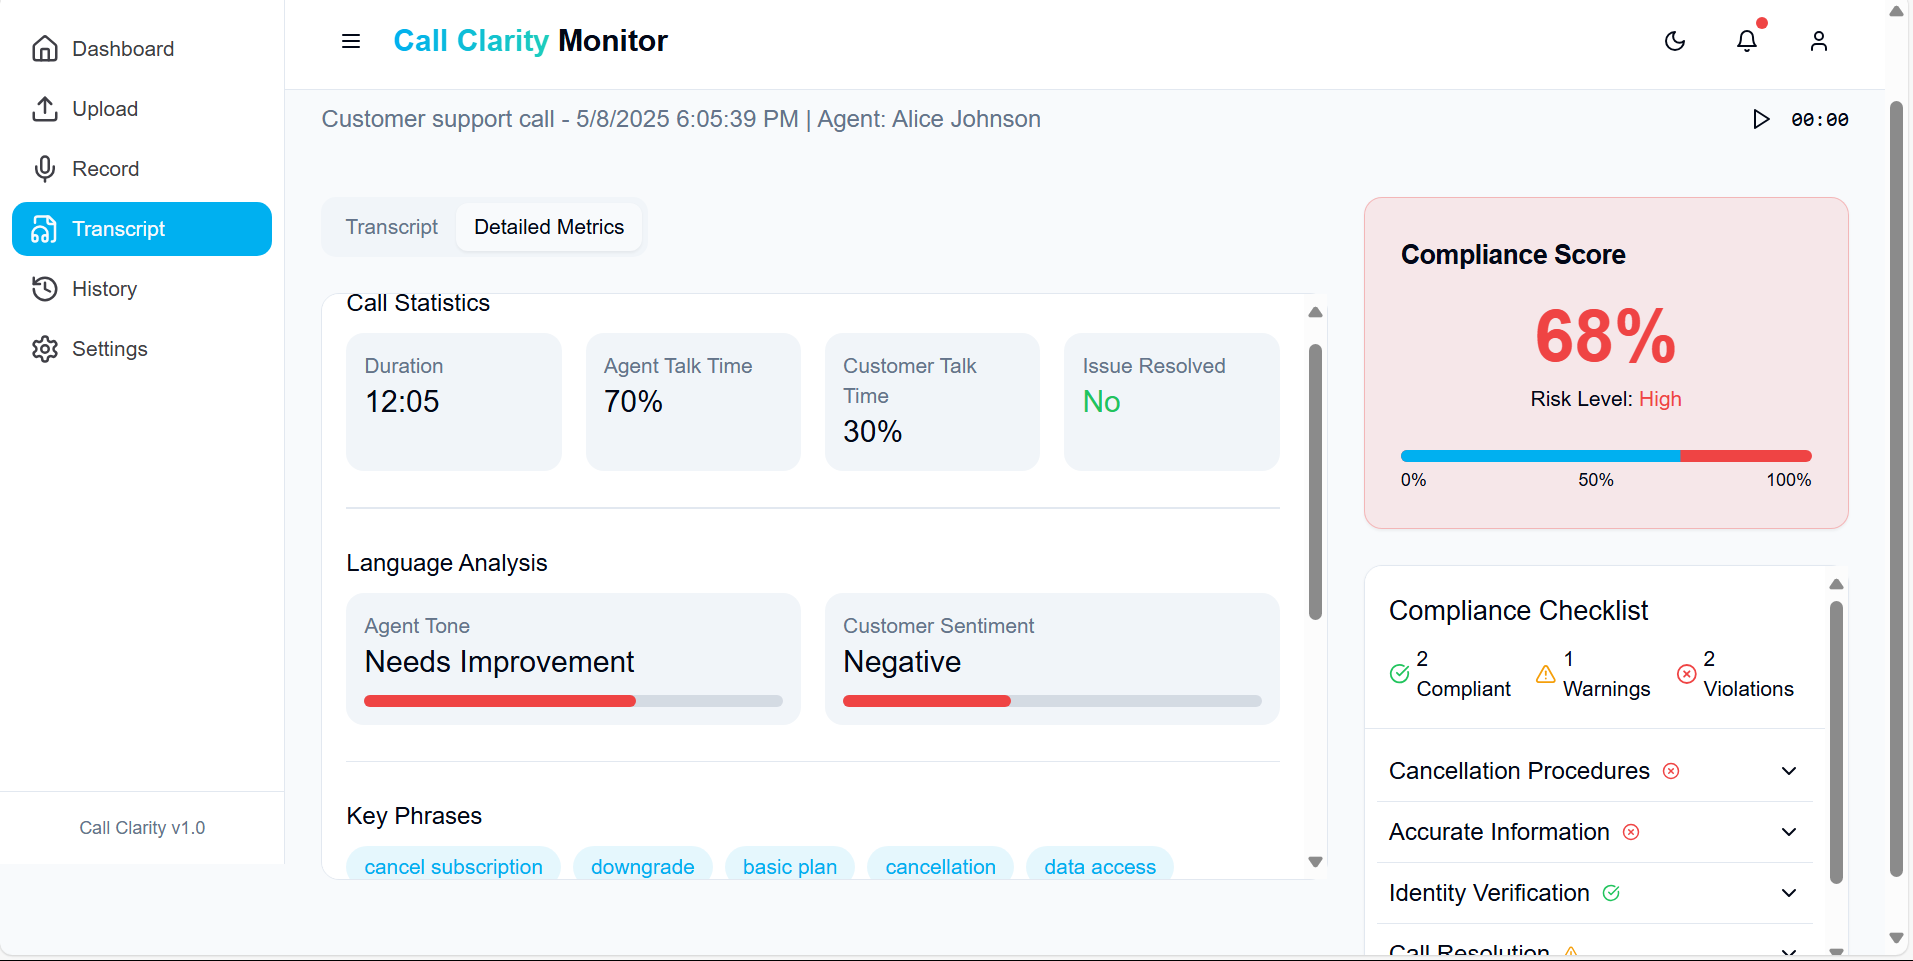 Dashboard
Upload
Record
Transcript
History
Settings
Call Clarity v1.0
Call Clarity Monitor
Customer support call - 5/8/2025 6:05:39 PM | Agent: Alice Johnson
00:00
Transcript
Detailed Metrics
Call Statistics
Duration
12:05
Agent Talk Time
70%
Customer Talk
Time
30%
Issue Resolved
No
Language Analysis
Agent Tone
Needs Improvement
Customer Sentiment
Negative
Key Phrases
cancel subscription
downgrade
basic plan
cancellation
data access
Compliance Score
68%
Risk Level: High
0%
50%
100%
Compliance Checklist
2
Compliant
1
Warnings
2
Violations
Cancellation Procedures
Accurate Information
Identity Verification
Call Resolution